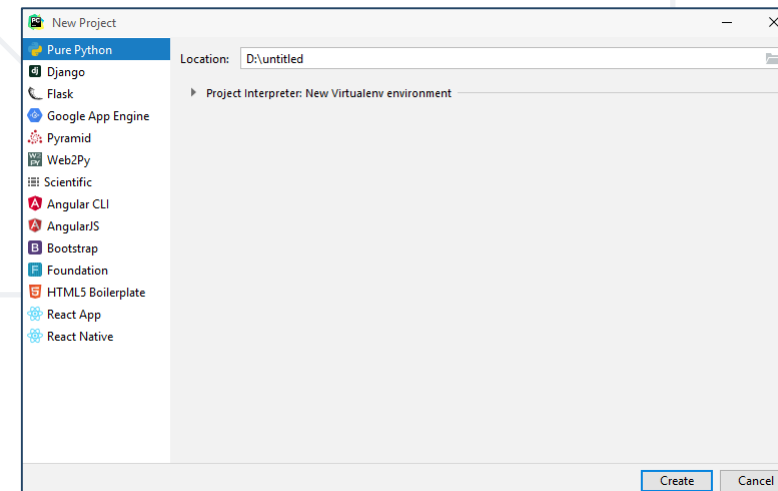 New Project
Pure Python
Django
Flask
Google App Engine
Pyramid
Web2Py
Scientific
Angular CLI
AngularJS
Bootstrap
Foundation
HTML5 Boilerplate
React App
React Native
Location: D:\untitled
Project Interpreter: New Virtualenv environment
Create Cancel